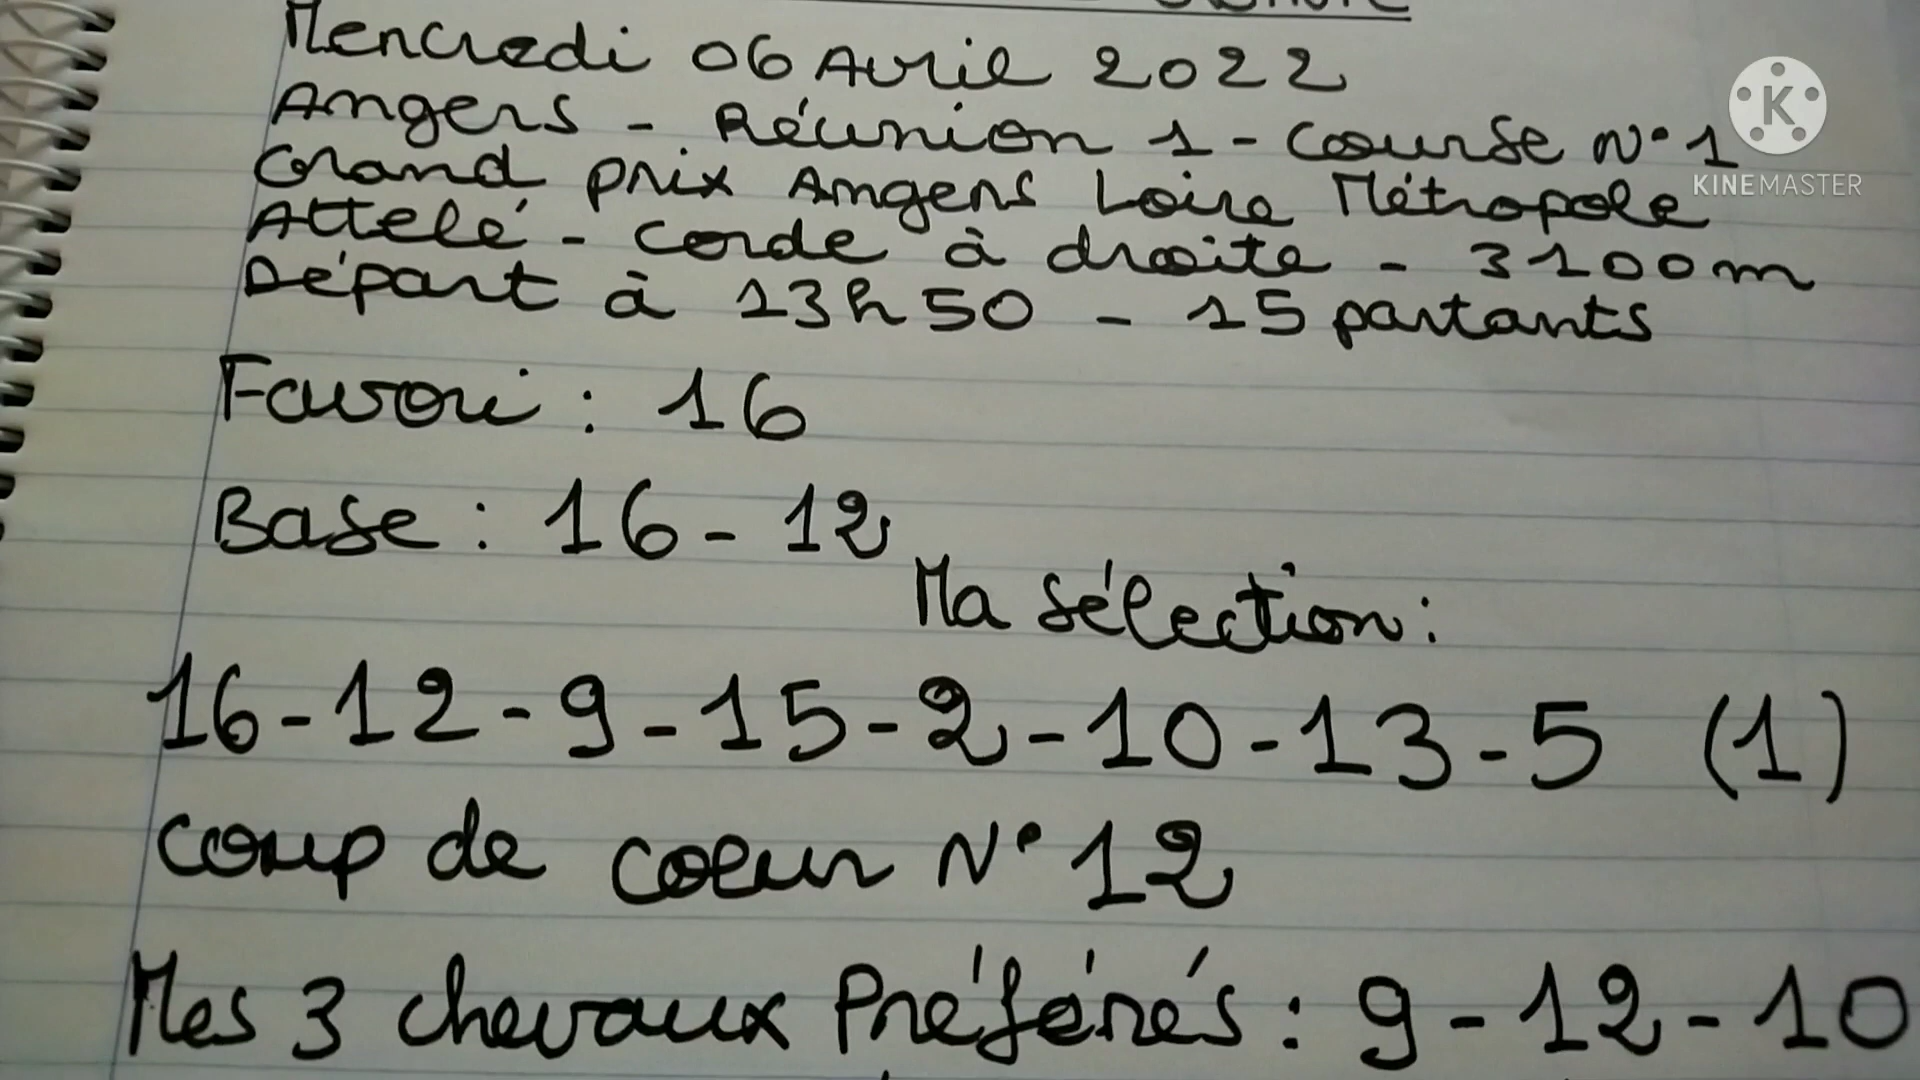 Mercredi 06 Avril 2022
Angers - Réunion 1 - Course N°1
Grand prix Angers Loire Métropole
Attelé - Corde à droite - 3100m
Départ à 13h50 - 15 partants
Favori : 16
Base : 16 - 12
Ma sélection :
16 - 12 - 9 - 15 - 2 - 10 - 13 - 5 (1)
Coup de coeur N° 12
Mes 3 chevaux Préférés : 9 - 12 - 10
K
KINEMASTER